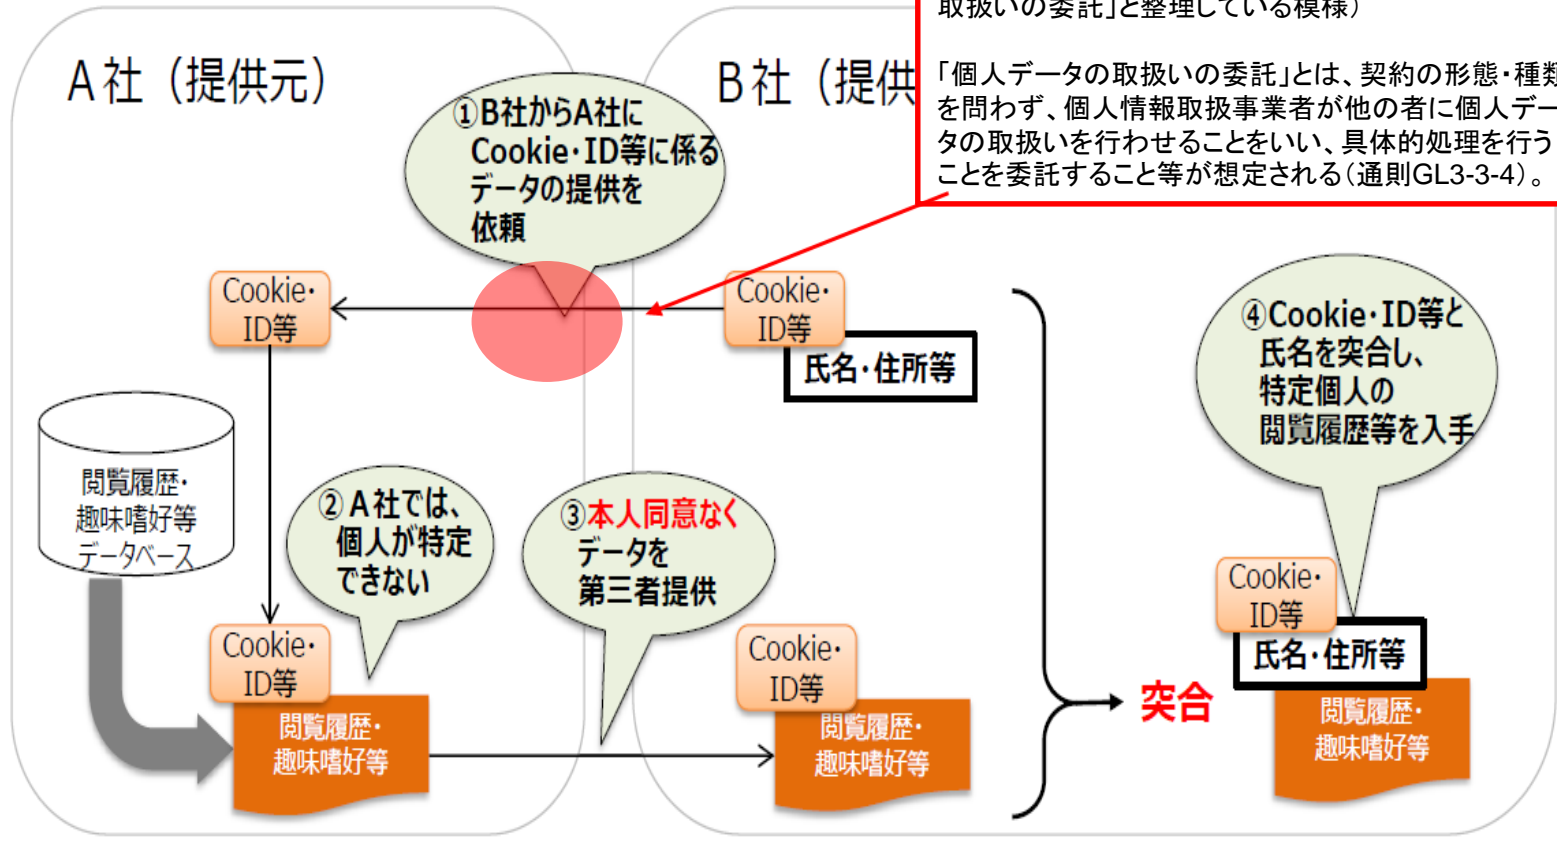 取扱いの委託」と整理している模様）
「個人データの取扱いの委託」とは、契約の形態・種類
を問わず、個人情報取扱事業者が他の者に個人デー
タの取扱いを行わせることをいい、具体的処理を行う
ことを委託すること等が想定される（通則GL3-3-4）。
A社（提供元）
B社（提供
①B社からA社に
Cookie・ID等に係る
データの提供を
依頼
Cookie・
ID等
Cookie・
ID等
氏名・住所等
④Cookie・ID等と
氏名を突合し、
特定個人の
閲覧履歴等を入手
閲覧履歴・
趣味嗜好等
データベース
②A社では、
個人が特定
できない
③本人同意なく
データを
第三者提供
Cookie・
ID等
閲覧履歴・
趣味嗜好等
Cookie・
ID等
閲覧履歴・
趣味嗜好等
突合
Cookie・
ID等
氏名・住所等
閲覧履歴・
趣味嗜好等